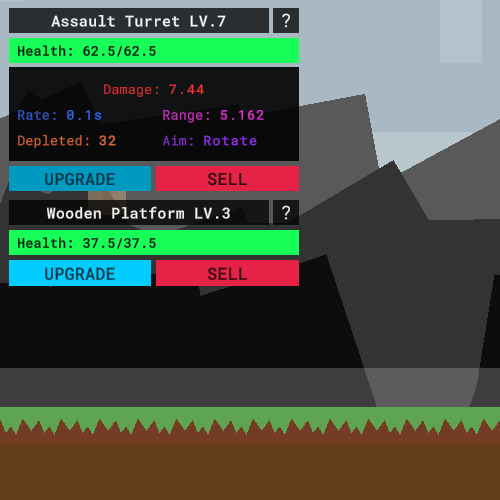 Assault Turret LV.7 ?
Health: 62.5/62.5
Damage: 7.44
Rate: 0.1s Range: 5.162
Depleted: 32 Aim: Rotate
UPGRADE SELL
Wooden Platform LV.3 ?
Health: 37.5/37.5
UPGRADE SELL